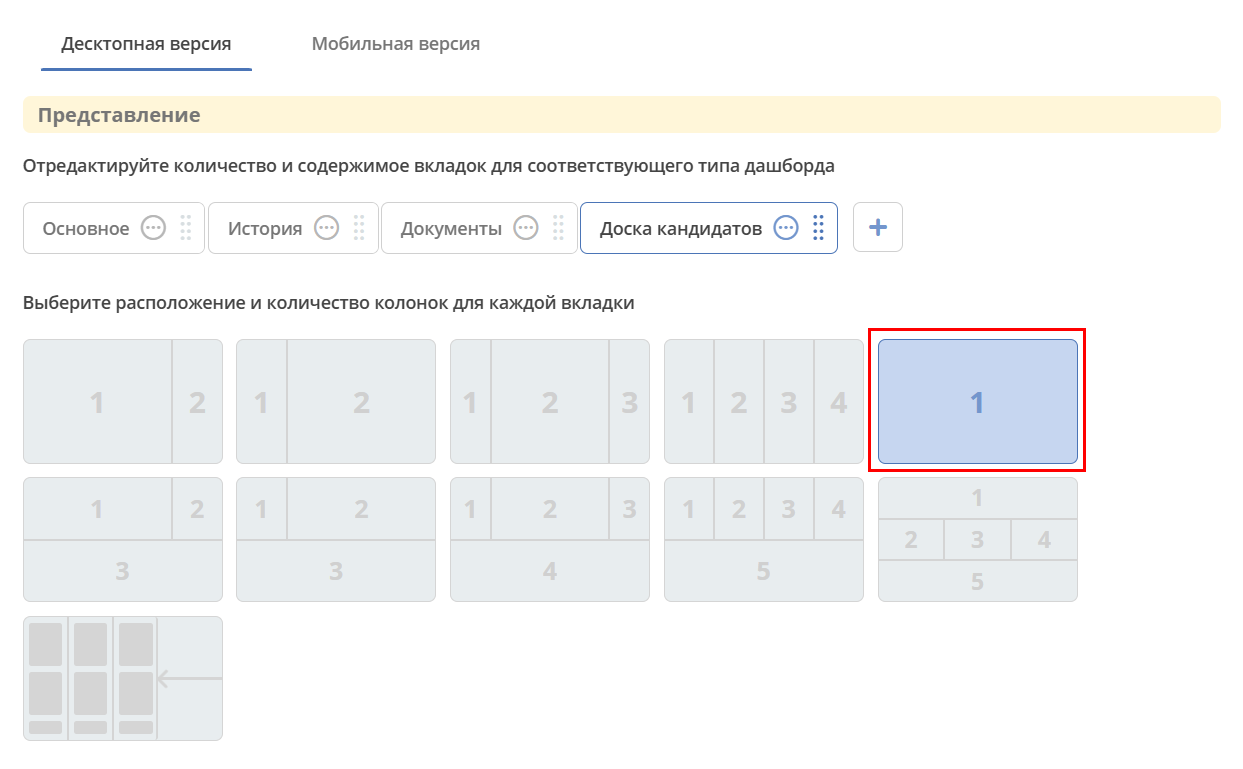 Десктопная версия Мобильная версия
Представление
Отредактируйте количество и содержимое вкладок для соответствующего типа дашборда
Основное История Документы Доска кандидатов +
Выберите расположение и количество колонок для каждой вкладки
1 2 1 2 1 2 3 1 2 3 4 1
1 2 1 2 1 2 3 1 2 3 4 1
2 3 4
3 3 4 5 5